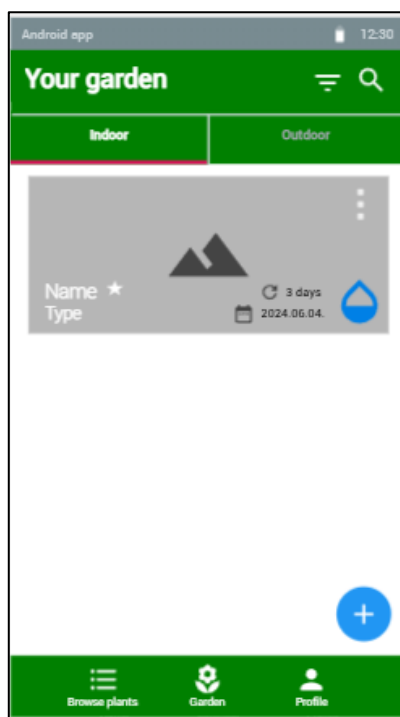 Android app 12:30
Your garden
Indoor Outdoor
Name
Type
3 days
2024.06.04.
Browse plants Garden Profile